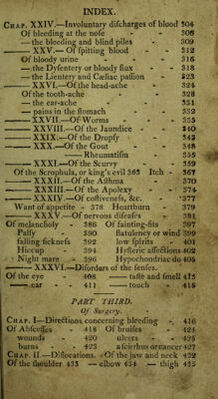 INDEX.
CHAP. XXIV.—Involuntary diſcharges of blood 304
Of bleeding at the noſe - - 306
— the bleeding and blind piles 309
———— XXV.—Of ſpitting blood - - 312
Of bloody urine - - 316
— the Dyſentery or bloody flux - 318
— the Lientery and Cæliac paſſion 323
———— XXVI.—Of the head-ache - 324
Of the tooth-ache - - 328
— the ear-ache - - 331
— pains in the ſtomach - 332
———— XXVII.—Of Worms - - 335
———— XXVIII.—Of the Jaundice - 340
———— XXIX.—Of the Dropſy - 343
———— XXX.—Of the Gout - 348
———— Rheumatiſm - 355
———— XXXI.—Of the Scurvy - 359
Of the Scrophula, or king's evil 363 Itch - 367
———— XXXII.—Of the Aſthma - 370
———— XXXIII.—Of the Apoplexy - 374
———— XXXIV.—Of coſtiveneſs, &c. - 377
Want of appetite - 378 Heartburn - 379
———— XXXV.—Of nervous diſeaſes - 381
Of melancholy - 386 Of fainting-fits 397
Palſy - 390 flatulency or wind 399
falling ſickneſs 392 low ſpirits - 401
Hiccup - 394 Hyſteric affections 402
Night mare - 396 Hypochondriac do 405
———— XXXVI.—Diſorders of the ſenſes.
Of the eye - 408 —— taſte and ſmell 415
—— ear - 411 —— touch - 415
PART THIRD.
Of Surgery.
CHAP. I.—Directions concerning bleeding - 416
Of Abſceſſes - 418 Of bruiſes - 421
wounds - 420 ulcers - 425
burns - 423 a ſcirrhus or cancer 427
CHAP. II.—Diſlocations. Of the jaw and neck 432
Of the ſhoulder 433 — elbow 434 — thigh 435